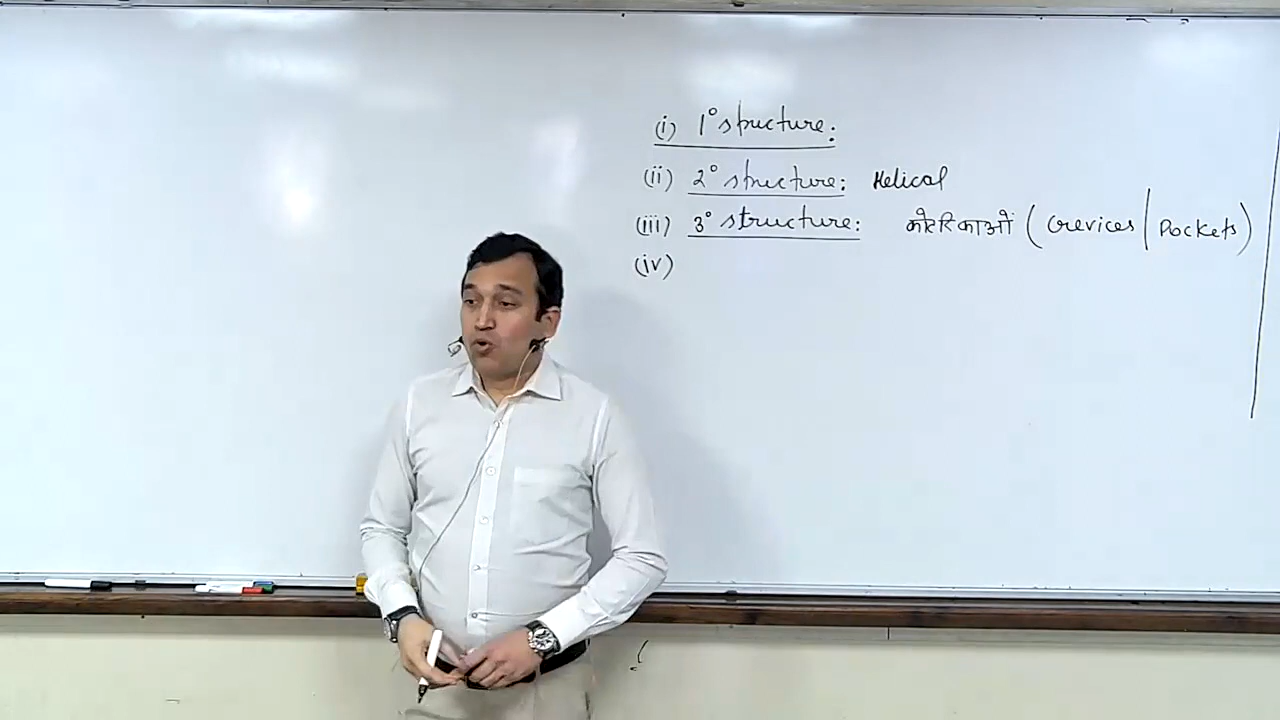 (i) 1° structure:
(ii) 2° structure: Helical
(iii) 3° structure: कोटरिकाओं (Crevices | Pockets)
(iv)